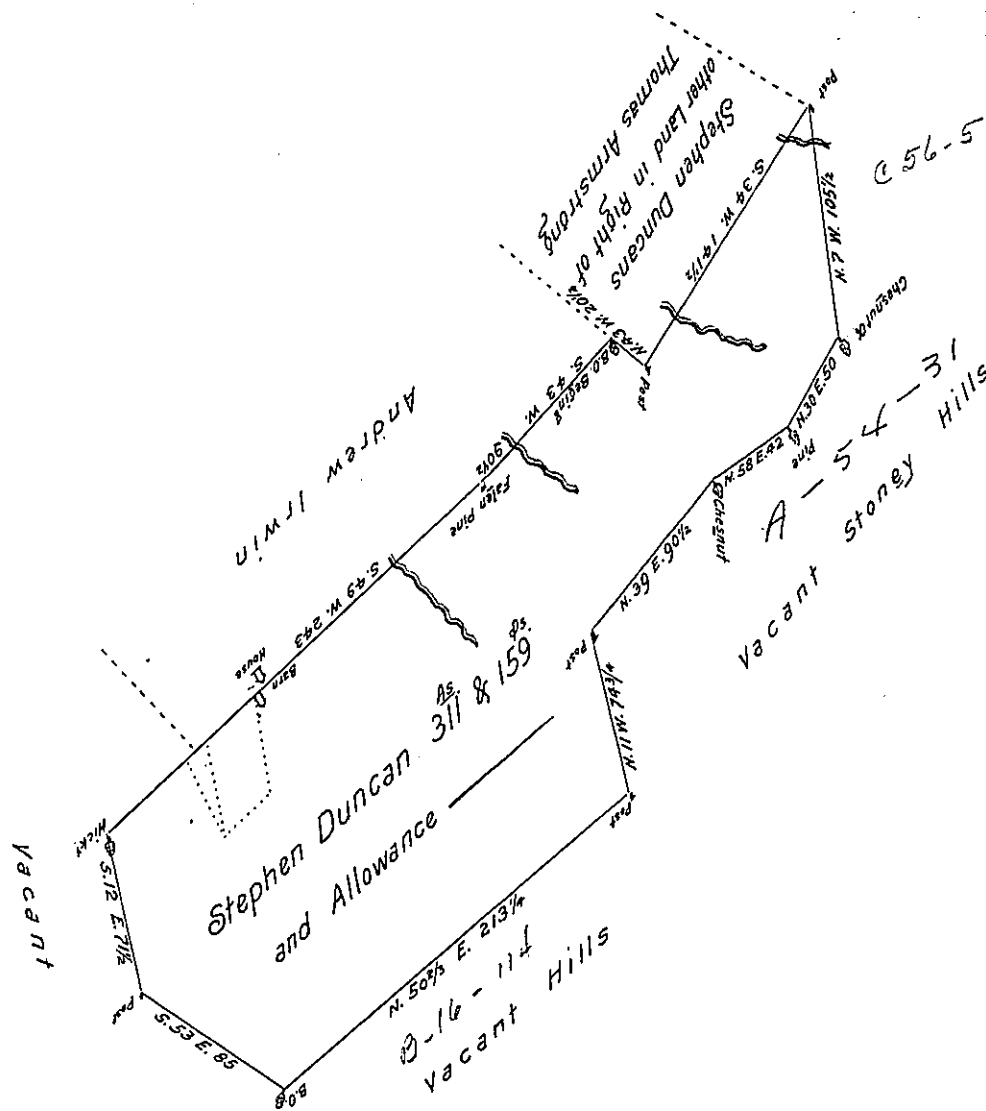 Post
C 56-5
Stephen Duncans
other Land in Right of
Thomas Armstrong
S. 34 W. 141½
N. 7 W 105½
Chesnut O.
N. 30 E. 50
Pine
N. 58 E. 42
Chesnut
A-54-31
Stoney Hills
Vacant
N. 43 W. 20½
Post
B.O. Begin'g
S. 43 W.
90½
Falen Pine
Andrew Irwin
S. 49 W. 243
House
Barn
N. 39 E. 90½
Post
N. 11 W. 74¾
Post
Stephen Duncan 311 As. & 159 ps.
and Allowance
Hick'y
Vacant
S. 12 E. 71½
Post
S. 53 E. 85
B.O.
N. 50⅔ E. 213¼
B-16-114
Vacant Hills